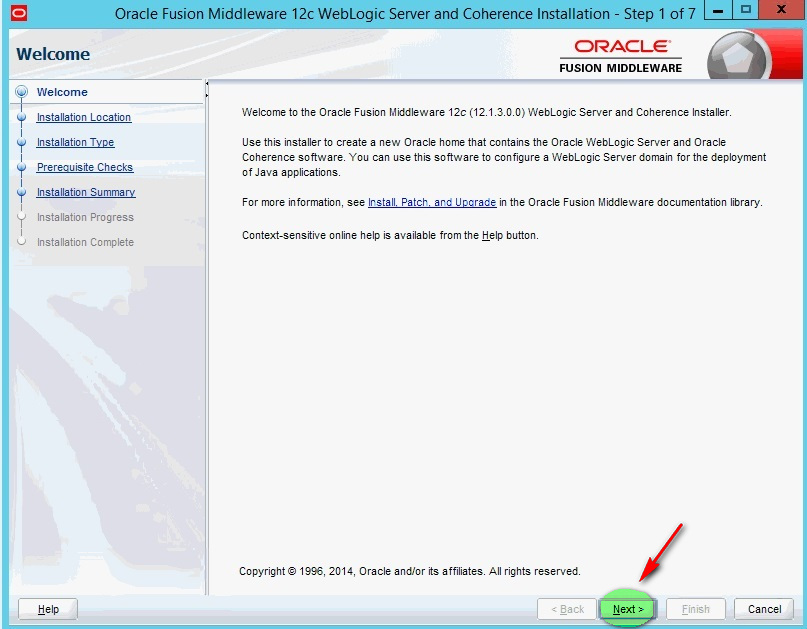 Oracle Fusion Middleware 12c WebLogic Server and Coherence Installation - Step 1 of 7
Welcome
ORACLE®
FUSION MIDDLEWARE
Welcome
Installation Location
Installation Type
Prerequisite Checks
Installation Summary
Installation Progress
Installation Complete
Welcome to the Oracle Fusion Middleware 12c (12.1.3.0.0) WebLogic Server and Coherence Installer.
Use this installer to create a new Oracle home that contains the Oracle WebLogic Server and Oracle
Coherence software. You can use this software to configure a WebLogic Server domain for the deployment
of Java applications.
For more information, see Install, Patch, and Upgrade in the Oracle Fusion Middleware documentation library.
Context-sensitive online help is available from the Help button.
Copyright © 1996, 2014, Oracle and/or its affiliates. All rights reserved.
Help
< Back
Next >
Finish
Cancel